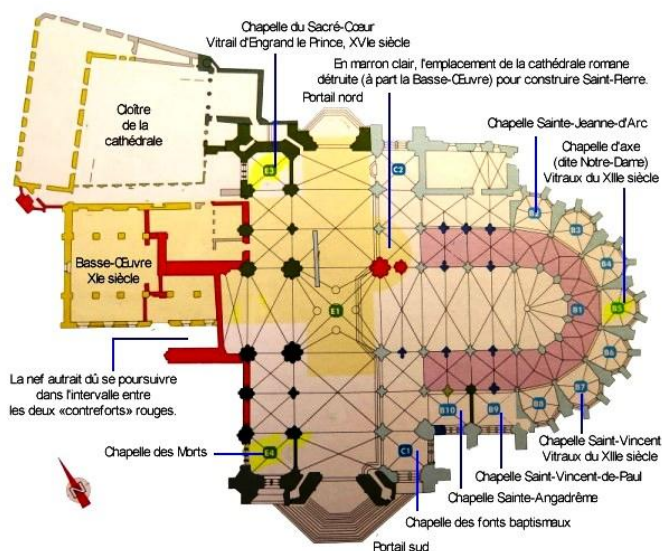 Chapelle du Sacré-Cœur
Vitrail d'Engrand le Prince, XVIe siècle
En marron clair, l'emplacement de la cathédrale romane
détruite (à part la Basse-Œuvre) pour construire Saint-Pierre.
Portail nord
Cloître
de la
cathédrale
Chapelle Sainte-Jeanne-d'Arc
Chapelle d'axe
(dite Notre-Dame)
Vitraux du XIIIe siècle
E3
C2
B3
B4
Basse-Œuvre
XIe siècle
E1
B1
B5
B6
La nef autrait dû se poursuivre
dans l'intervalle entre
les deux «contreforts» rouges.
B7
B8
B10
B9
Chapelle Saint-Vincent
Vitraux du XIIIe siècle
Chapelle des Morts
E4
C1
Chapelle Saint-Vincent-de-Paul
Chapelle Sainte-Angadrême
Chapelle des fonts baptismaux
N
Portail sud